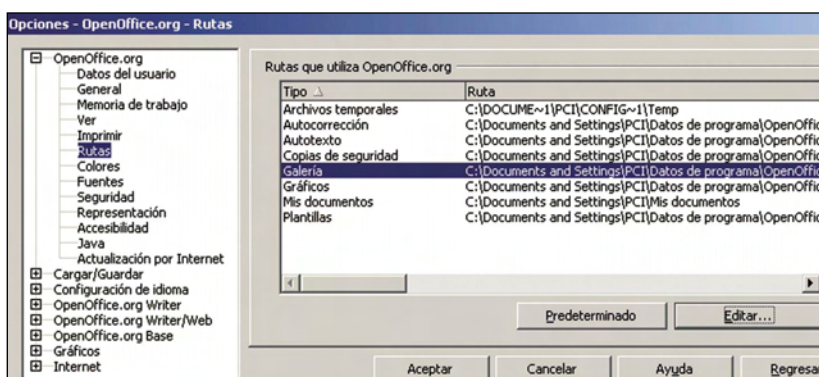 Opciones - OpenOffice.org - Rutas
OpenOffice.org
Datos del usuario
General
Memoria de trabajo
Ver
Imprimir
Rutas
Colores
Fuentes
Seguridad
Representación
Accesibilidad
Java
Actualización por Internet
Cargar/Guardar
Configuración de idioma
OpenOffice.org Writer
OpenOffice.org Writer/Web
OpenOffice.org Base
Gráficos
Internet
Rutas que utiliza OpenOffice.org
Tipo Ruta
Archivos temporales C:\DOCUME~1\PCI\CONFIG~1\Temp
Autocorrección C:\Documents and Settings\PCI\Datos de programa\OpenOffic
Autotexto C:\Documents and Settings\PCI\Datos de programa\OpenOffic
Copias de seguridad C:\Documents and Settings\PCI\Datos de programa\OpenOffic
Galería C:\Documents and Settings\PCI\Datos de programa\OpenOffic
Gráficos C:\Documents and Settings\PCI\Datos de programa\OpenOffic
Mis documentos C:\Documents and Settings\PCI\Mis documentos
Plantillas C:\Documents and Settings\PCI\Datos de programa\OpenOffic
Predeterminado Editar...
Aceptar Cancelar Ayuda Regresar